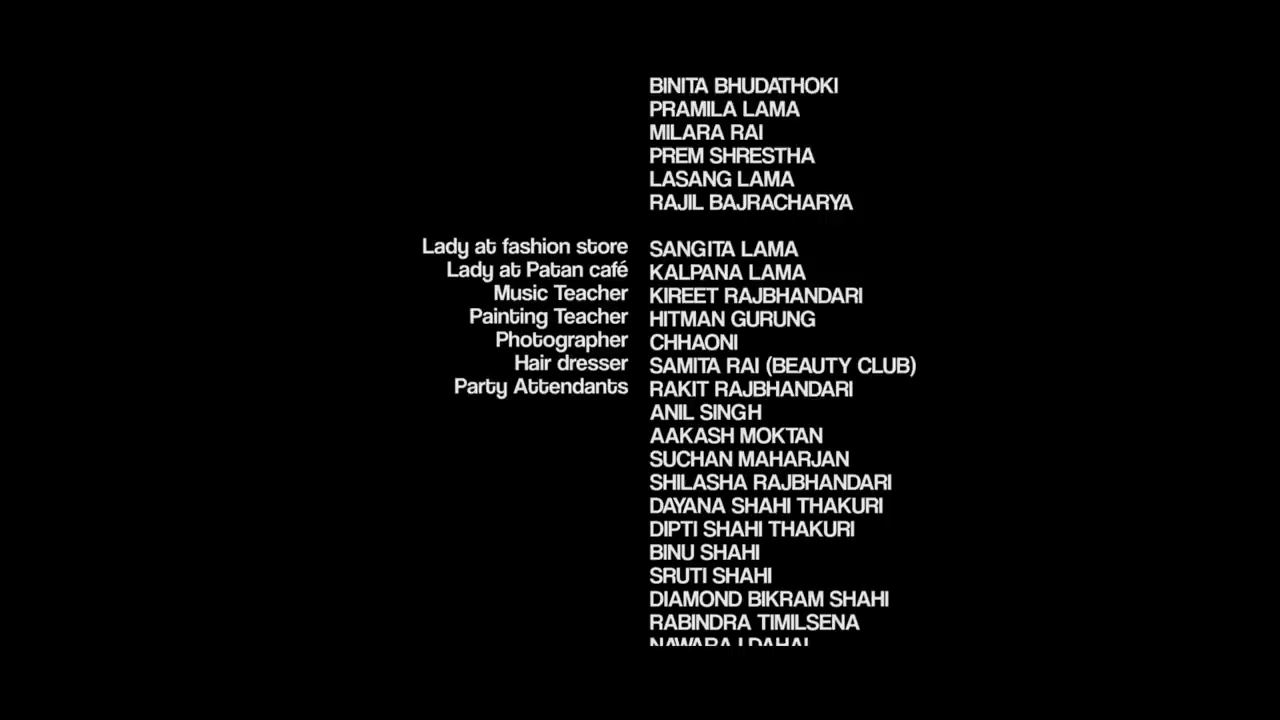 BINITA BHUDATHOKI
PRAMILA LAMA
MILARA RAI
PREM SHRESTHA
LASANG LAMA
RAJIL BAJRACHARYA
Lady at fashion store SANGITA LAMA
Lady at Patan café KALPANA LAMA
Music Teacher KIREET RAJBHANDARI
Painting Teacher HITMAN GURUNG
Photographer CHHAONI
Hair dresser SAMITA RAI (BEAUTY CLUB)
Party Attendants RAKIT RAJBHANDARI
ANIL SINGH
AAKASH MOKTAN
SUCHAN MAHARJAN
SHILASHA RAJBHANDARI
DAYANA SHAHI THAKURI
DIPTI SHAHI THAKURI
BINU SHAHI
SRUTI SHAHI
DIAMOND BIKRAM SHAHI
RABINDRA TIMILSENA